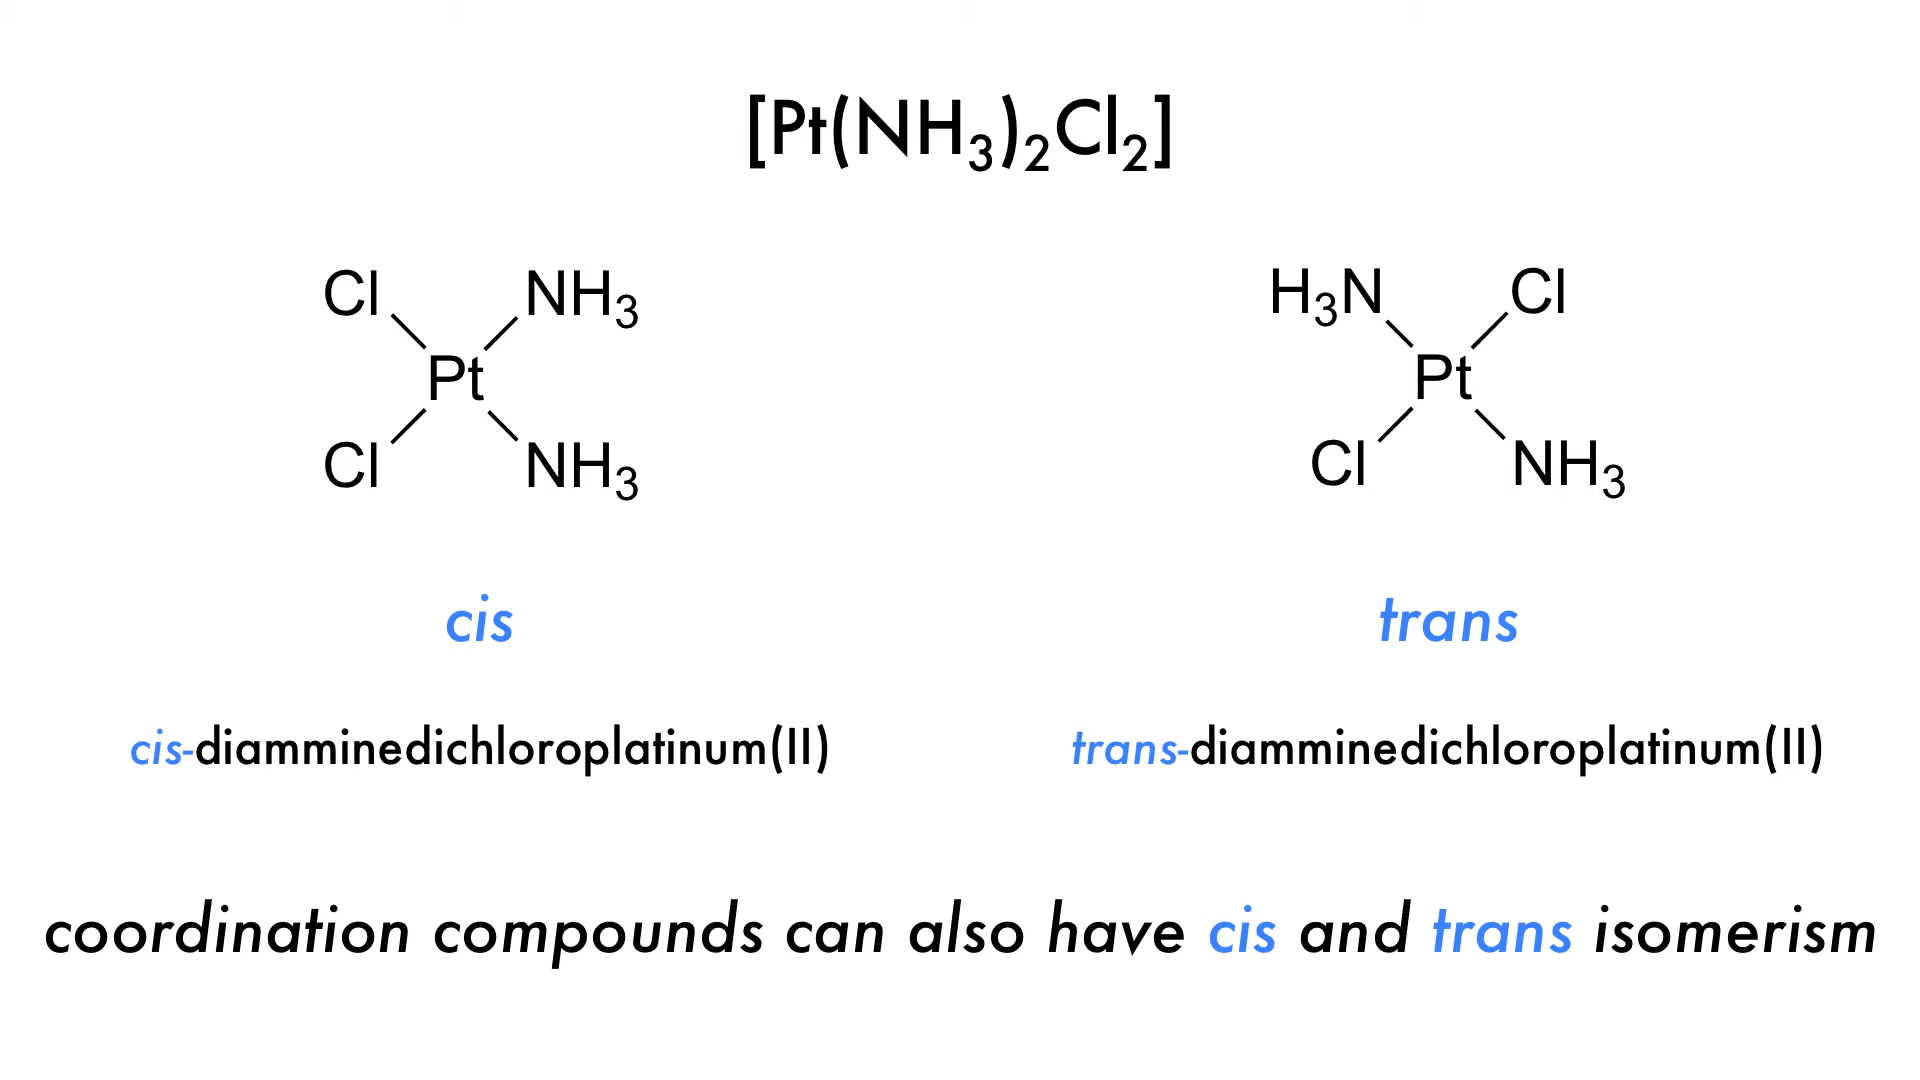 [Pt(NH₃)₂Cl₂]
Cl NH₃
Pt
Cl NH₃
H₃N Cl
Pt
Cl NH₃
cis
trans
cis-diamminedichloroplatinum(II)
trans-diamminedichloroplatinum(II)
coordination compounds can also have cis and trans isomerism